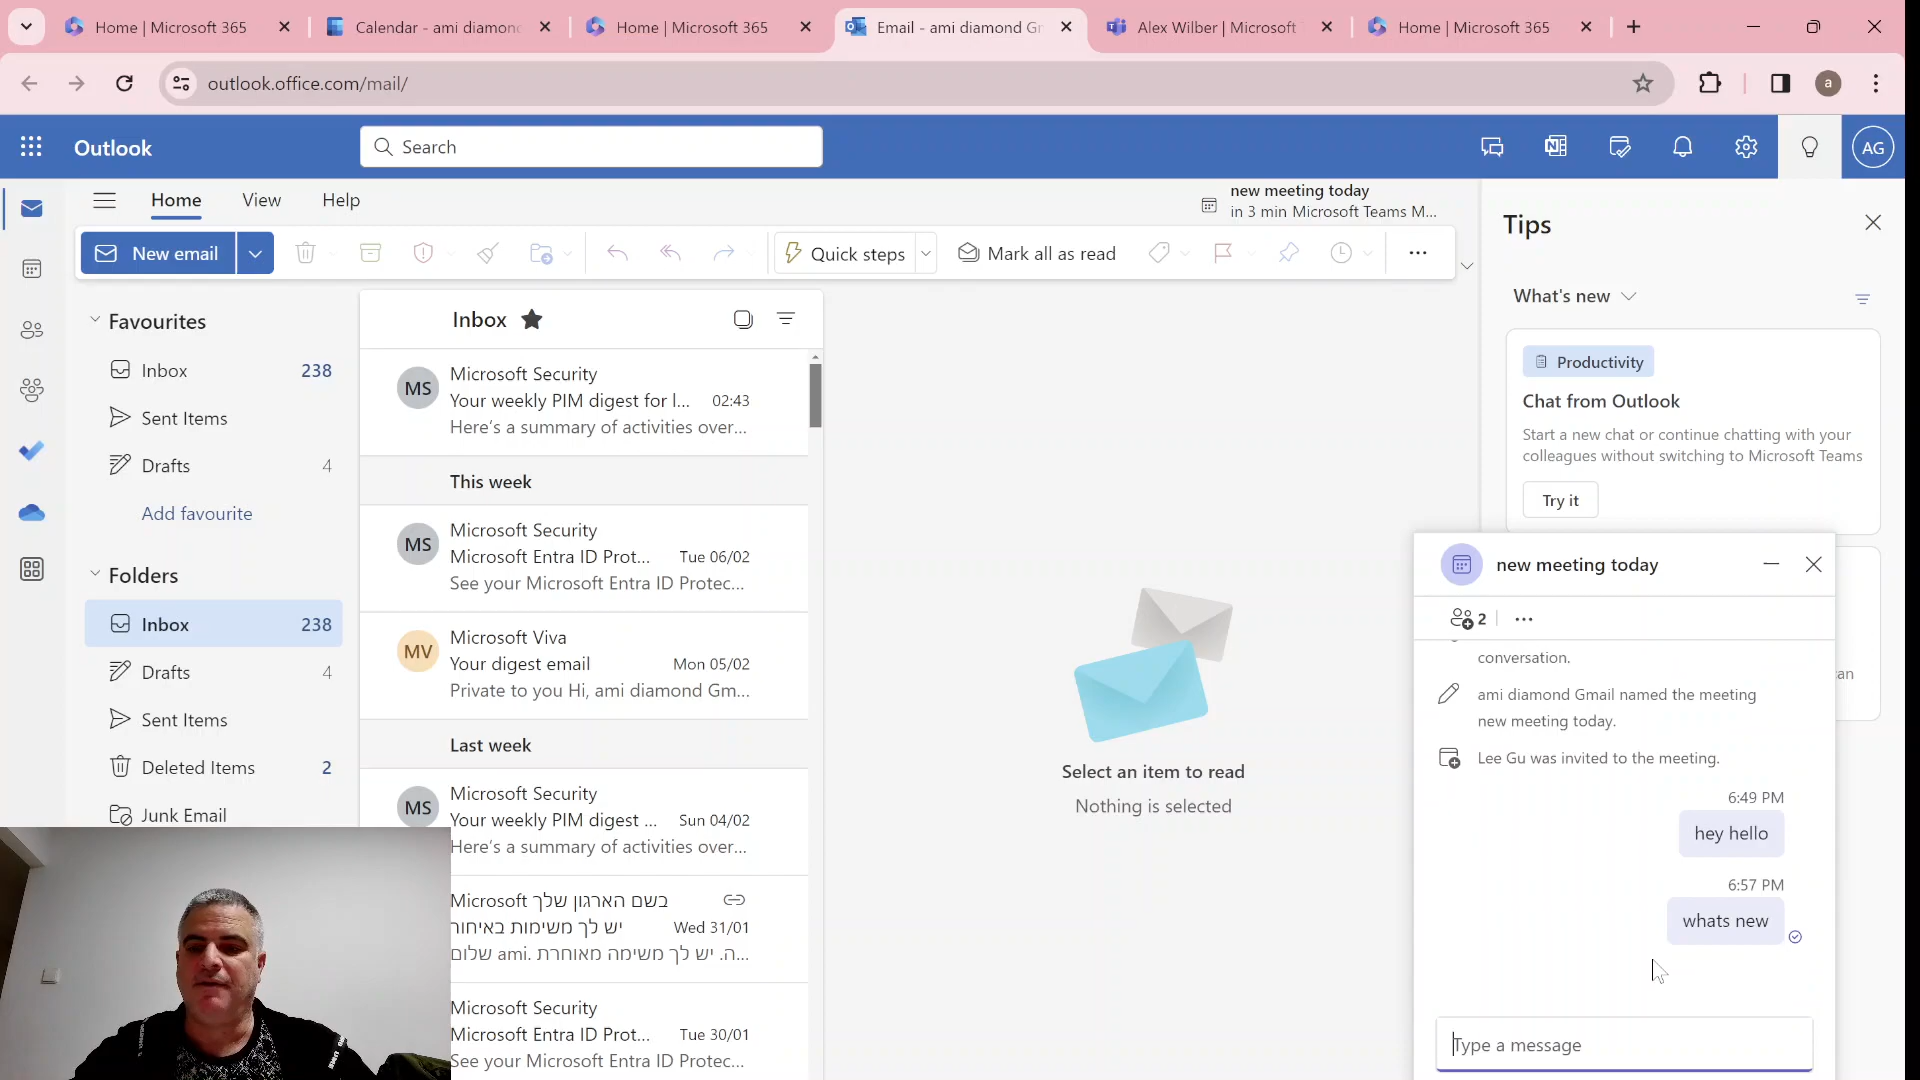 Home | Microsoft 365
Calendar - ami diamond
Home | Microsoft 365
Email - ami diamond Gr
Alex Wilber | Microsoft
Home | Microsoft 365
outlook.office.com/mail/
a
Outlook
Search
AG
Home
View
Help
new meeting today
in 3 min Microsoft Teams M...
New email
Quick steps
Mark all as read
Favourites
Inbox 238
Sent Items
Drafts 4
Add favourite
Folders
Inbox 238
Drafts 4
Sent Items
Deleted Items 2
Junk Email
Inbox
MS
Microsoft Security
Your weekly PIM digest for l... 02:43
Here's a summary of activities over...
This week
MS
Microsoft Security
Microsoft Entra ID Prot... Tue 06/02
See your Microsoft Entra ID Protec...
MV
Microsoft Viva
Your digest email Mon 05/02
Private to you Hi, ami diamond Gm...
Last week
MS
Microsoft Security
Your weekly PIM digest ... Sun 04/02
Here's a summary of activities over...
Microsoft בשם הארגון שלך
יש לך משימות באיחור Wed 31/01
שלום ami. יש לך משימה מאוחרת. ה...
Microsoft Security
Microsoft Entra ID Prot... Tue 30/01
See your Microsoft Entra ID Protec...
Select an item to read
Nothing is selected
Tips
What's new
Productivity
Chat from Outlook
Start a new chat or continue chatting with your
colleagues without switching to Microsoft Teams
Try it
an
new meeting today
2
conversation.
ami diamond Gmail named the meeting
new meeting today.
Lee Gu was invited to the meeting.
6:49 PM
hey hello
6:57 PM
whats new
Type a message